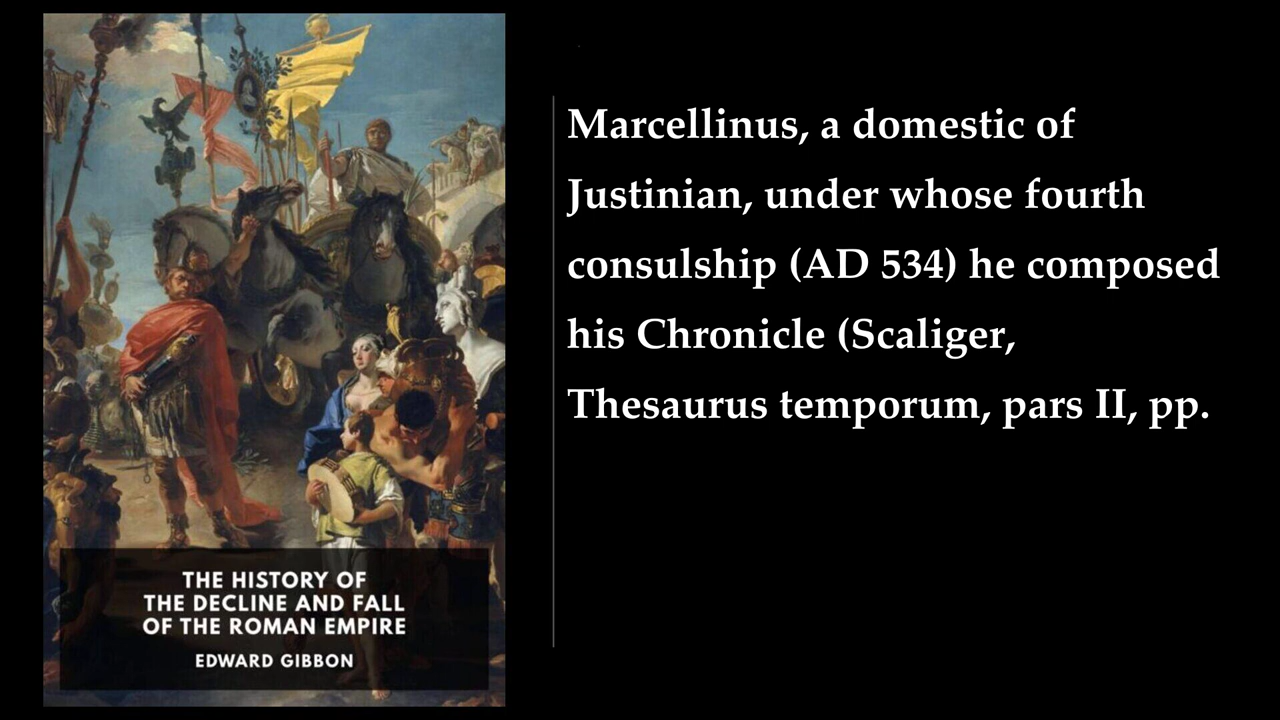 THE HISTORY OF
THE DECLINE AND FALL
OF THE ROMAN EMPIRE
EDWARD GIBBON
Marcellinus, a domestic of
Justinian, under whose fourth
consulship (AD 534) he composed
his Chronicle (Scaliger,
Thesaurus temporum, pars II, pp.